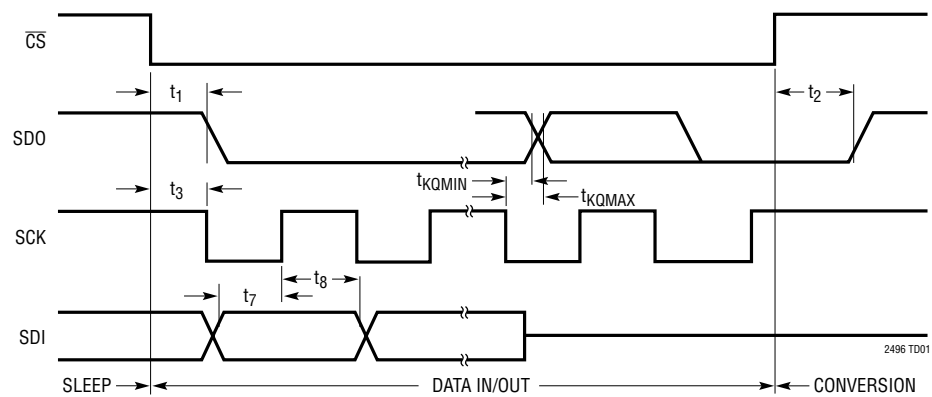 CS
t1
t2
SDO
t3
tKQMIN
tKQMAX
SCK
t8
t7
SDI
2496 TD01
SLEEP
DATA IN/OUT
CONVERSION